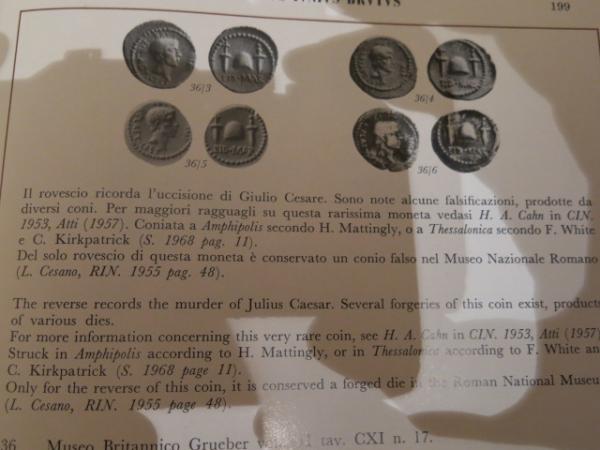 IVNIVS BRVTVS
199
36/3
36/4
36/5
36/6
Il rovescio ricorda l'uccisione di Giulio Cesare. Sono note alcune falsificazioni, prodotte da
diversi coni. Per maggiori ragguagli su questa rarissima moneta vedasi H. A. Cahn in CIN.
1953, Atti (1957). Coniata a Amphipolis secondo H. Mattingly, o a Thessalonica secondo F. White
e C. Kirkpatrick (S. 1968 pag. 11).
Del solo rovescio di questa moneta è conservato un conio falso nel Museo Nazionale Romano
(L. Cesano, RIN. 1955 pag. 48).
The reverse records the murder of Julius Caesar. Several forgeries of this coin exist, products
of various dies.
For more information concerning this very rare coin, see H. A. Cahn in CIN. 1953, Atti (1957)
Struck in Amphipolis according to H. Mattingly, or in Thessalonica according to F. White an
C. Kirkpatrick (S. 1968 page 11).
Only for the reverse of this coin, it is conserved a forged die in the Roman National Museu
(L. Cesano, RIN. 1955 page 48).
36 Museo Britannico Grueber tav. CXI n. 17.